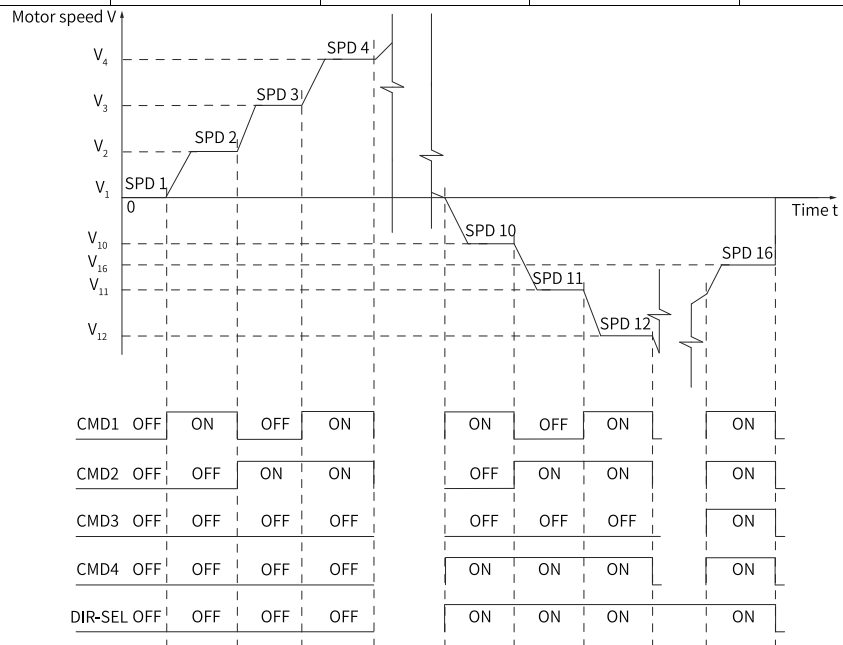 Motor speed V
V4 SPD 4
V3 SPD 3
V2 SPD 2
V1 SPD 1
0 Time t
V10 SPD 10
V16 SPD 16
V11 SPD 11
V12 SPD 12
CMD1 OFF ON OFF ON ON OFF ON ON
CMD2 OFF OFF ON ON OFF ON ON ON
CMD3 OFF OFF OFF OFF OFF OFF OFF ON
CMD4 OFF OFF OFF OFF ON ON ON ON
DIR-SEL OFF OFF OFF OFF ON ON ON ON